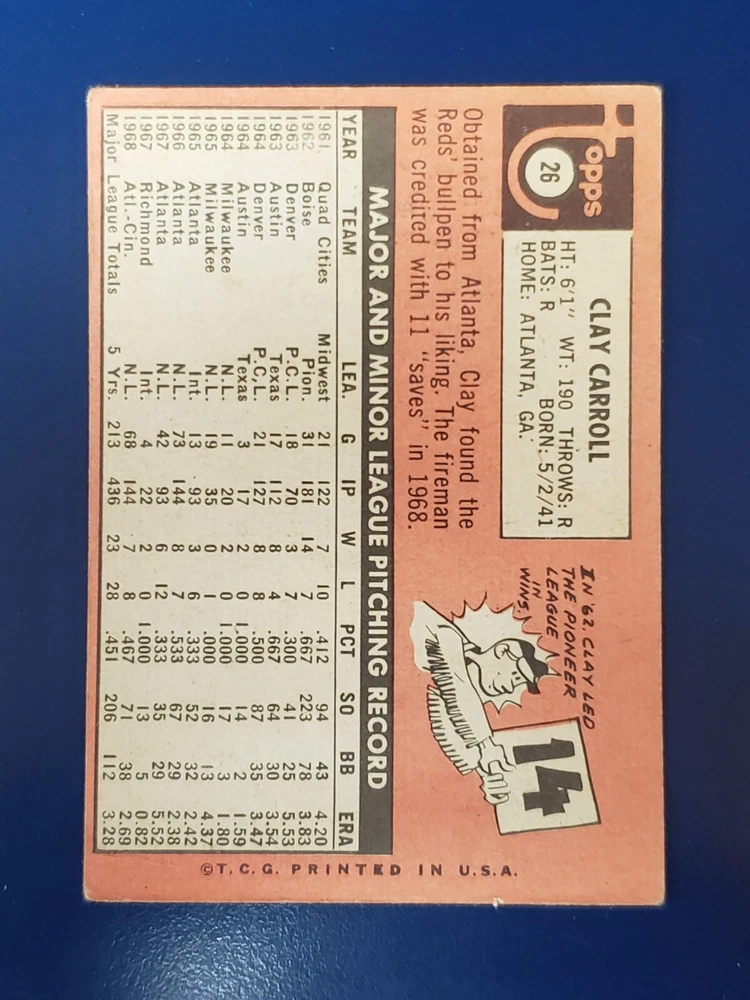 Topps
26
CLAY CARROLL
HT: 6'1" WT: 190 THROWS: R
BATS: R BORN: 5/2/41
HOME: ATLANTA, GA.
IN '62, CLAY LED
THE PIONEER
LEAGUE
IN
WINS.
14
Obtained from Atlanta, Clay found the
Reds' bullpen to his liking. The fireman
was credited with 11 "saves" in 1968.
MAJOR AND MINOR LEAGUE PITCHING RECORD
YEAR TEAM LEA. G IP W L PCT SO BB ERA
1961 Quad Cities Midwest 21 122 7 10 .412 94 43 4.20
1962 Boise Pion. 31 181 14 7 .667 223 78 3.83
1963 Denver P.C.L. 18 70 3 7 .300 41 25 5.53
1963 Austin Texas 17 112 8 4 .667 64 30 3.54
1964 Denver P.C.L. 21 127 8 8 .500 87 35 3.47
1964 Austin Texas 3 17 2 0 1.000 14 2 1.59
1964 Milwaukee N.L. 11 20 2 0 1.000 17 3 1.80
1965 Milwaukee N.L. 19 35 0 1 .000 16 13 4.37
1965 Atlanta Int. 13 93 3 6 .333 52 32 2.42
1966 Atlanta N.L. 73 144 8 7 .533 67 29 2.38
1967 Atlanta N.L. 42 93 6 12 .333 35 29 5.52
1967 Richmond Int. 4 22 2 0 1.000 13 5 0.82
1968 Atl.-Cin. N.L. 68 144 7 8 .467 71 38 2.69
Major League Totals 5 Yrs. 213 436 23 28 .451 206 112 3.28
©T.C.G. PRINTED IN U.S.A.